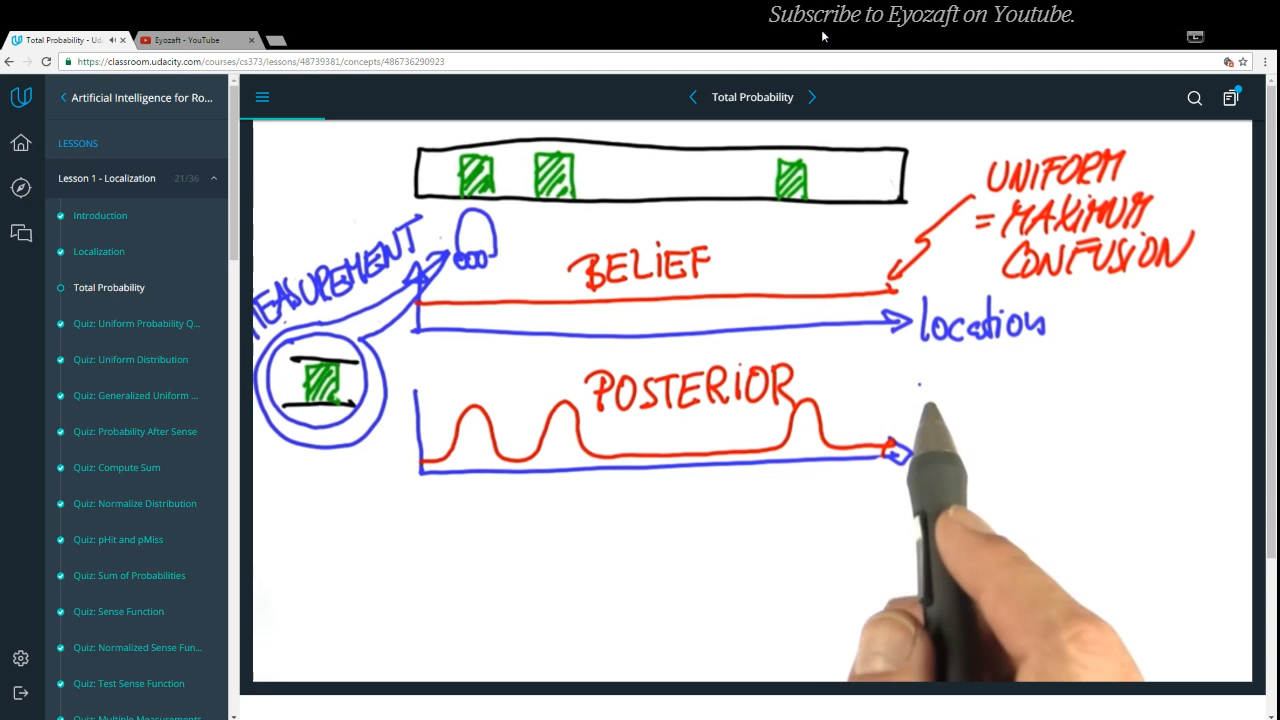 Subscribe to Eyozaft on Youtube.
Total Probability - Ud
Eyozaft - YouTube
https://classroom.udacity.com/courses/cs373/lessons/48739381/concepts/486736290923
Artificial Intelligence for Ro...
Total Probability
LESSONS
Lesson 1 - Localization 21/36
Introduction
Localization
Total Probability
Quiz: Uniform Probability Q...
Quiz: Uniform Distribution
Quiz: Generalized Uniform ...
Quiz: Probability After Sense
Quiz: Compute Sum
Quiz: Normalize Distribution
Quiz: pHit and pMiss
Quiz: Sum of Probabilities
Quiz: Sense Function
Quiz: Normalized Sense Fun...
Quiz: Test Sense Function
Quiz: Multiple Measurements
UNIFORM
= MAXIMUM
CONFUSION
MEASUREMENT
BELIEF
location
POSTERIOR